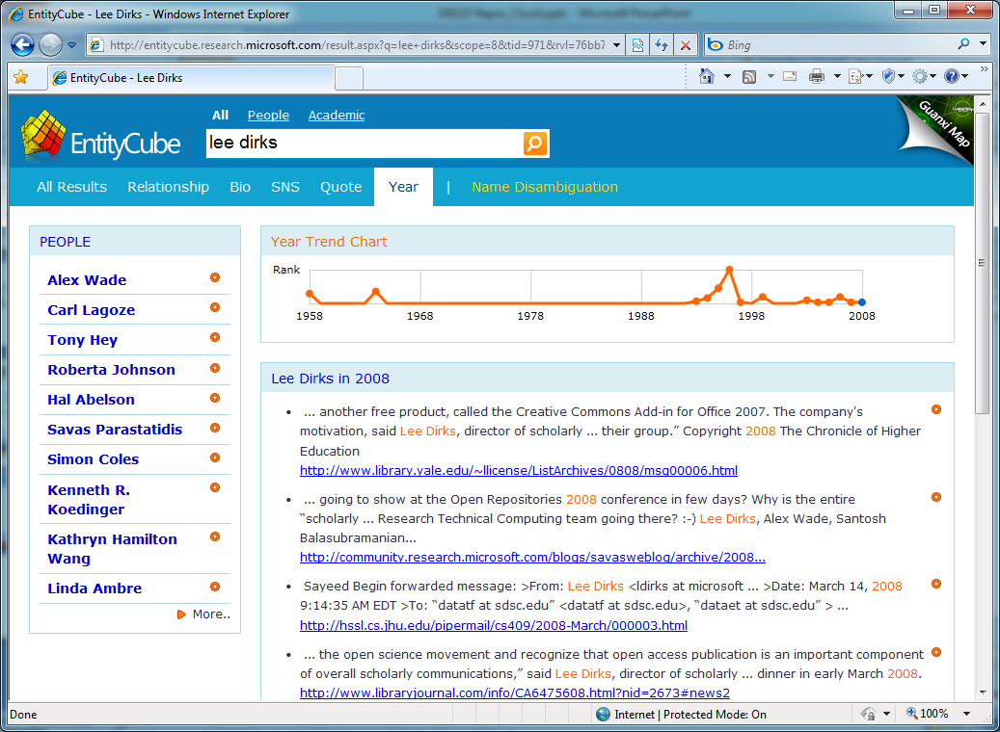 EntityCube - Lee Dirks - Windows Internet Explorer
http://entitycube.research.microsoft.com/result.aspx?q=lee+dirks&scope=8&tid=971&rvl=76bb7
Bing
EntityCube - Lee Dirks
All People Academic
EntityCube
lee dirks
Guanxi Map
All Results Relationship Bio SNS Quote Year | Name Disambiguation
PEOPLE
Alex Wade
Carl Lagoze
Tony Hey
Roberta Johnson
Hal Abelson
Savas Parastatidis
Simon Coles
Kenneth R.
Koedinger
Kathryn Hamilton
Wang
Linda Ambre
More..
Year Trend Chart
Rank
1958 1968 1978 1988 1998 2008
Lee Dirks in 2008
• ... another free product, called the Creative Commons Add-in for Office 2007. The company's
motivation, said Lee Dirks, director of scholarly ... their group.” Copyright 2008 The Chronicle of Higher
Education
http://www.library.yale.edu/~llicense/ListArchives/0808/msg00006.html
• ... going to show at the Open Repositories 2008 conference in few days? Why is the entire
“scholarly ... Research Technical Computing team going there? :-) Lee Dirks, Alex Wade, Santosh
Balasubramanian...
http://community.research.microsoft.com/blogs/savasweblog/archive/2008...
• Sayeed Begin forwarded message: >From: Lee Dirks <ldirks at microsoft ... >Date: March 14, 2008
9:14:35 AM EDT >To: “datatf at sdsc.edu” <datatf at sdsc.edu>, “dataet at sdsc.edu” > ...
http://hssl.cs.jhu.edu/pipermail/cs409/2008-March/000003.html
• ... the open science movement and recognize that open access publication is an important component
of overall scholarly communications,” said Lee Dirks, director of scholarly ... dinner in early March 2008.
http://www.libraryjournal.com/info/CA6475608.html?nid=2673#news2
Done
Internet | Protected Mode: On
100%